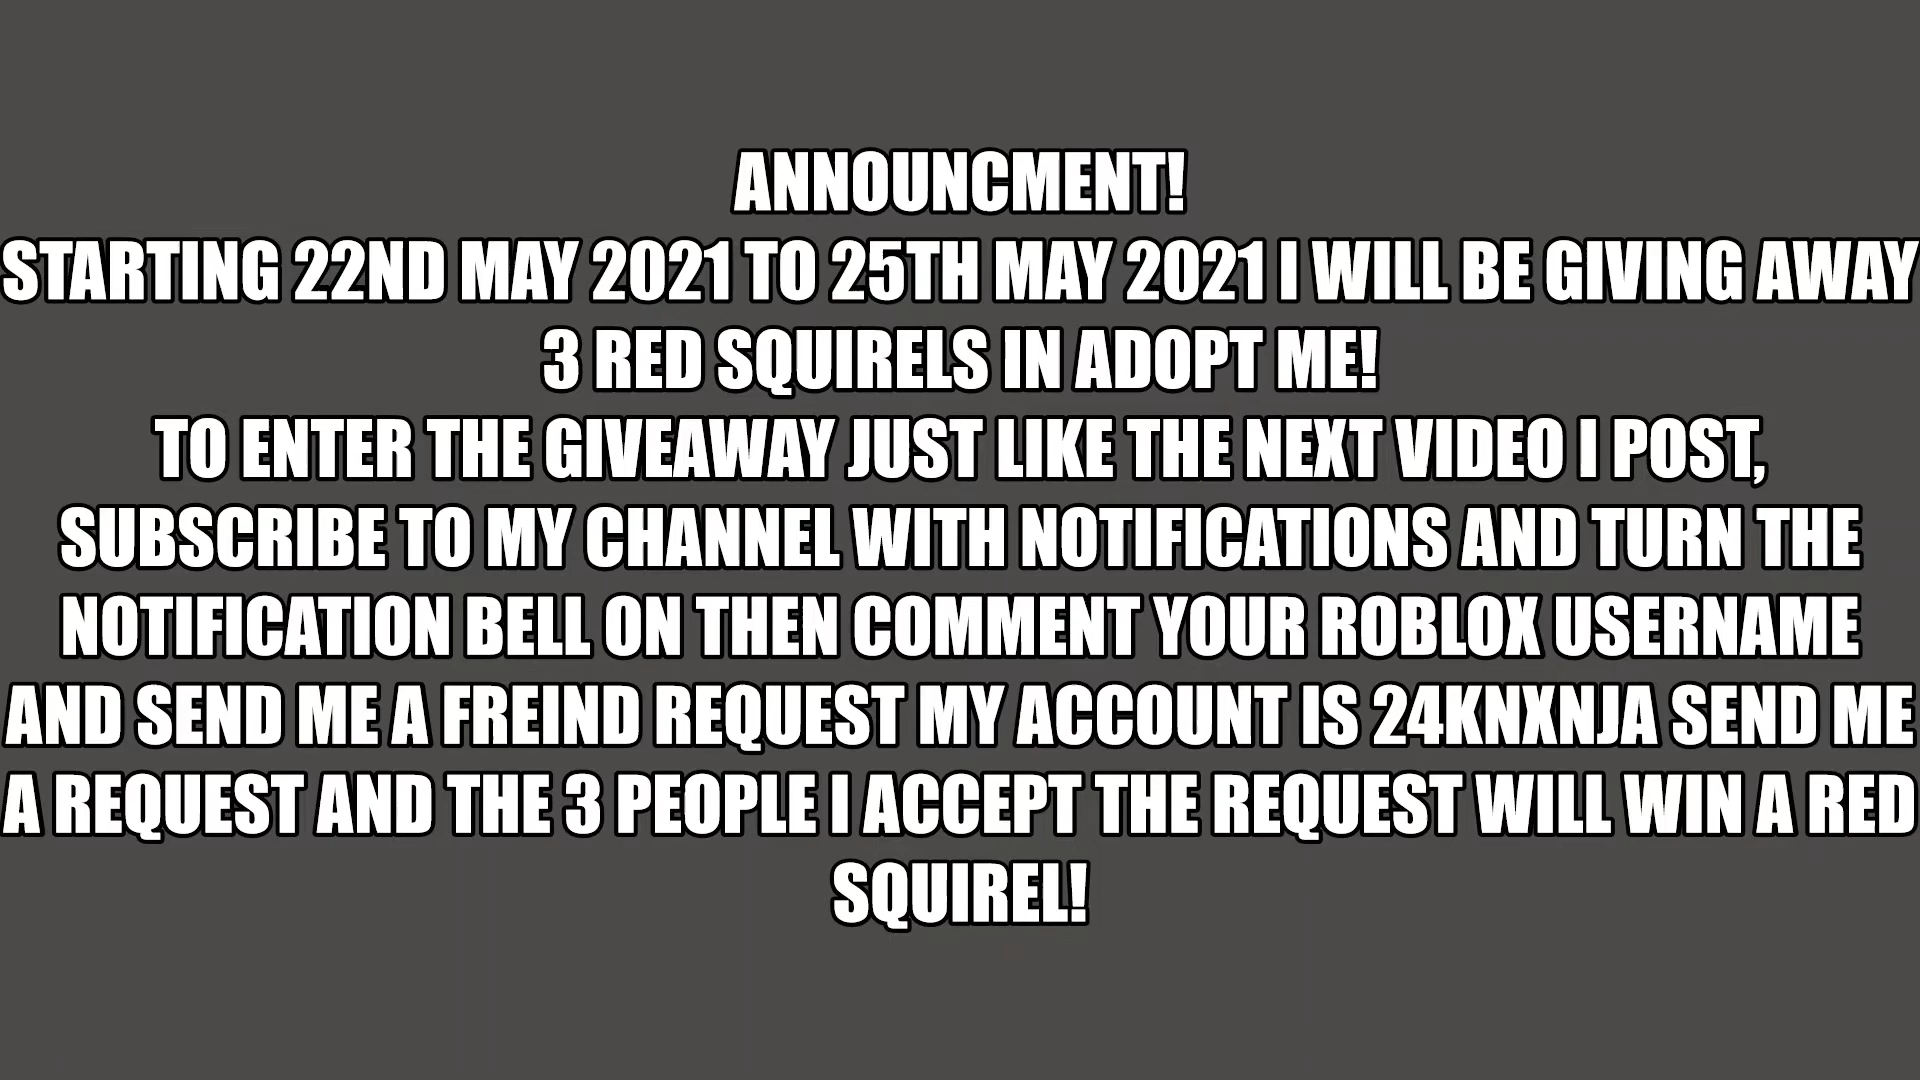 ANNOUNCMENT!
STARTING 22ND MAY 2021 TO 25TH MAY 2021 I WILL BE GIVING AWAY
3 RED SQUIRELS IN ADOPT ME!
TO ENTER THE GIVEAWAY JUST LIKE THE NEXT VIDEO I POST,
SUBSCRIBE TO MY CHANNEL WITH NOTIFICATIONS AND TURN THE
NOTIFICATION BELL ON THEN COMMENT YOUR ROBLOX USERNAME
AND SEND ME A FREIND REQUEST MY ACCOUNT IS 24KNXNJA SEND ME
A REQUEST AND THE 3 PEOPLE I ACCEPT THE REQUEST WILL WIN A RED
SQUIREL!